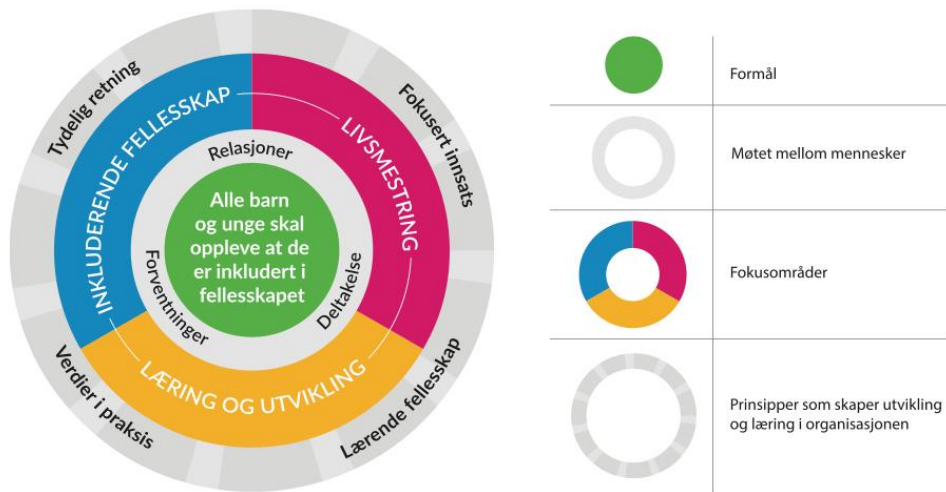 Tydelig retning
Fokusert innsats
INKLUDERENDE FELLESSKAP
LIVSMESTRING
Relasjoner
Alle barn
og unge skal
oppleve at de
er inkludert i
fellesskapet
Forventninger
Deltakelse
LÆRING OG UTVIKLING
Verdier i praksis
Lærende fellesskap
Formål
Møtet mellom mennesker
Fokusområder
Prinsipper som skaper utvikling
og læring i organisasjonen